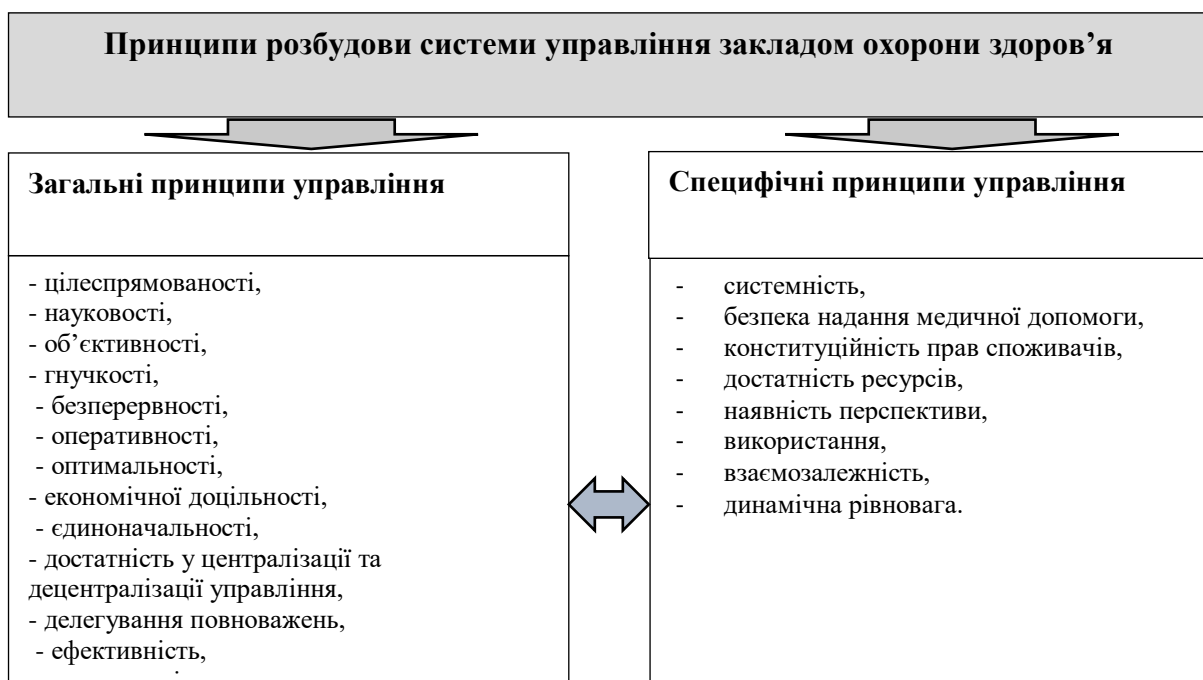 Принципи розбудови системи управління закладом охорони здоров’я
Загальні принципи управління
- цілеспрямованості,
- науковості,
- об’єктивності,
- гнучкості,
- безперервності,
- оперативності,
- оптимальності,
- економічної доцільності,
- єдиноначальності,
- достатність у централізації та
децентралізації управління,
- делегування повноважень,
- ефективність,
Специфічні принципи управління
- системність,
- безпека надання медичної допомоги,
- конституційність прав споживачів,
- достатність ресурсів,
- наявність перспективи,
- використання,
- взаємозалежність,
- динамічна рівновага.